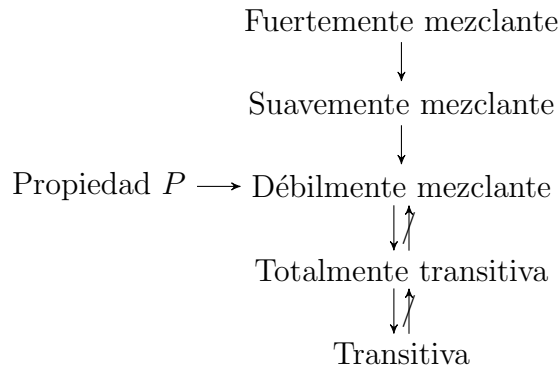 Fuertemente mezclante
Suavemente mezclante
Propiedad P
Débilmente mezclante
Totalmente transitiva
Transitiva